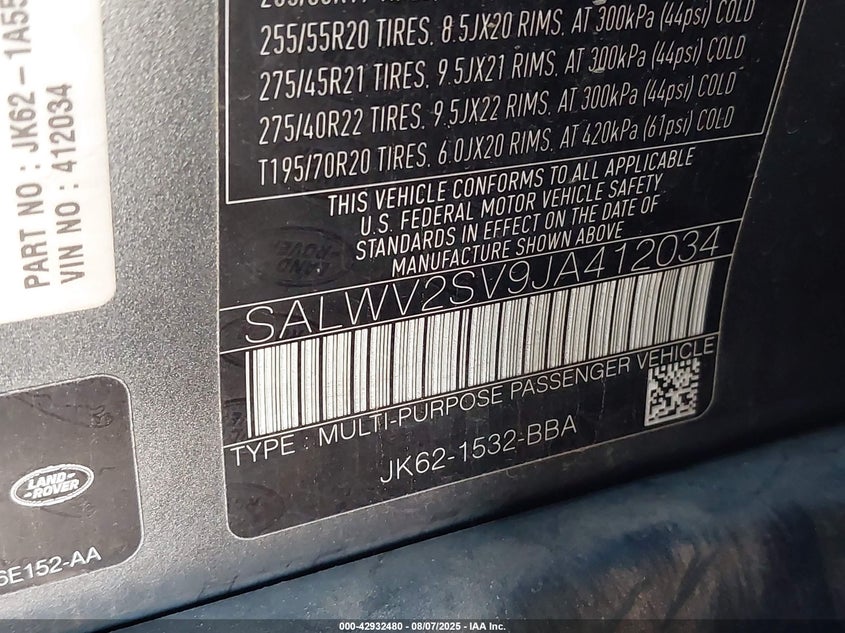 PART NO : JK62 – 1A55
VIN NO : 412034
255/55R20 TIRES. 8.5JX20 RIMS. AT 300kPa (44psi) COLD
275/45R21 TIRES. 9.5JX21 RIMS. AT 300kPa (44psi) COLD
275/40R22 TIRES. 9.5JX22 RIMS. AT 300kPa (44psi) COLD
T195/70R20 TIRES. 6.0JX20 RIMS. AT 420kPa (61psi) COLD
THIS VEHICLE CONFORMS TO ALL APPLICABLE
U.S. FEDERAL MOTOR VEHICLE SAFETY
STANDARDS IN EFFECT ON THE DATE OF
MANUFACTURE SHOWN ABOVE
LAND
ROVER
SALWV2SV9JA412034
TYPE : MULTI-PURPOSE PASSENGER VEHICLE
JK62-1532-BBA
LAND-
-ROVER
6E152-AA
000-42932480 - 08/07/2025 - IAA Inc.